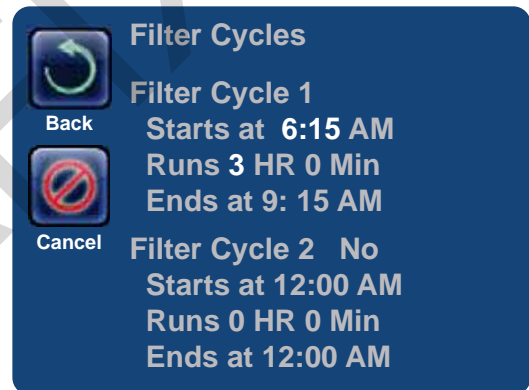 Filter Cycles
Back
Filter Cycle 1
Starts at 6:15 AM
Runs 3 HR 0 Min
Ends at 9: 15 AM
Cancel
Filter Cycle 2 No
Starts at 12:00 AM
Runs 0 HR 0 Min
Ends at 12:00 AM